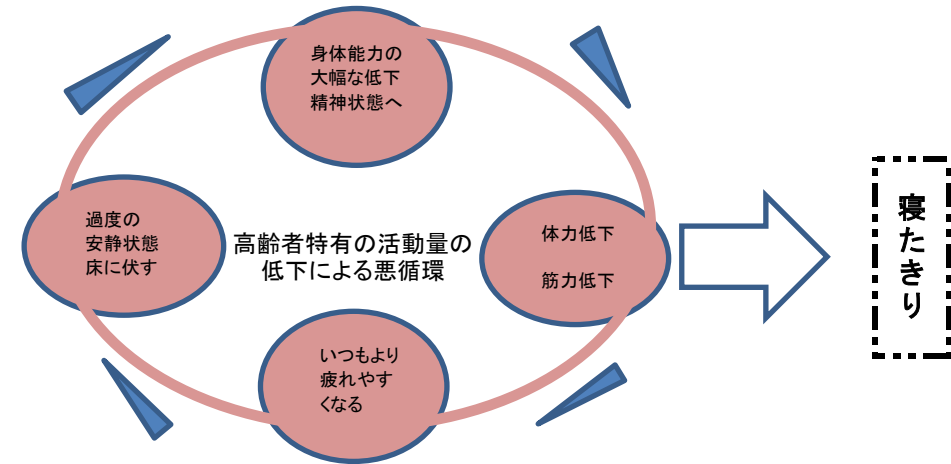 身体能力の
大幅な低下
精神状態へ
過度の
安静状態
床に伏す
高齢者特有の活動量の
低下による悪循環
体力低下
筋力低下
いつもより
疲れやす
くなる
寝たきり